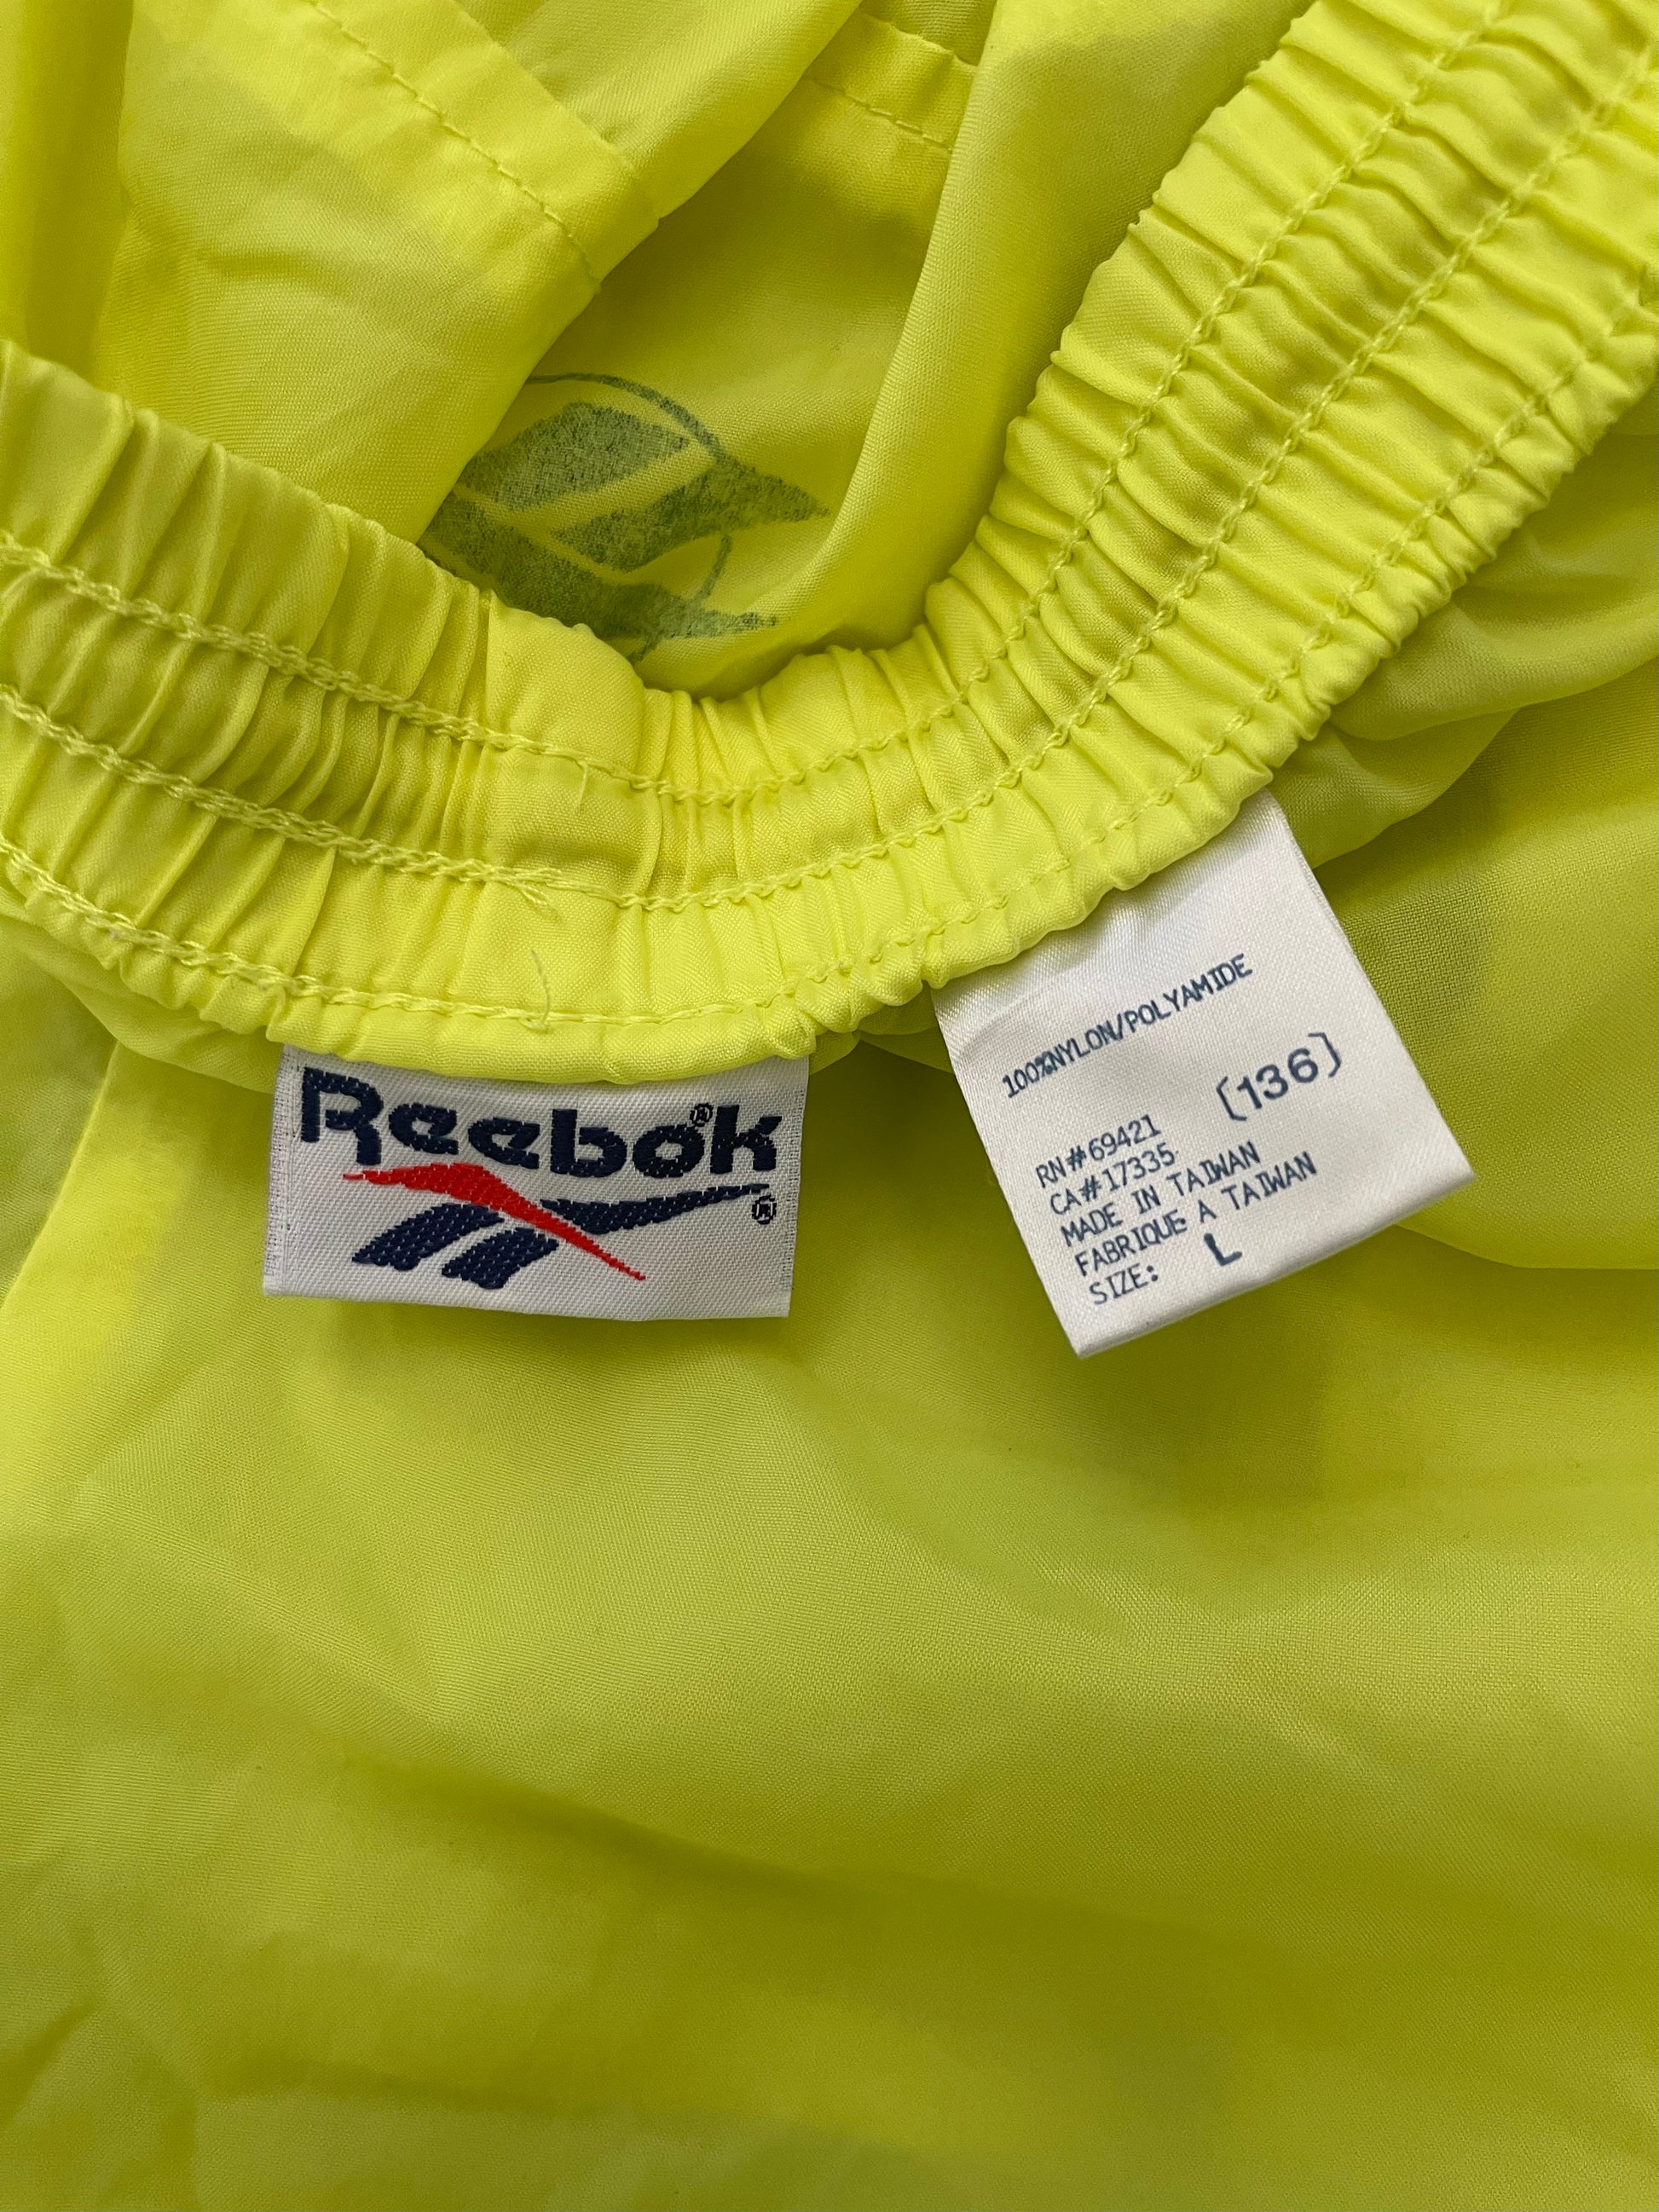 Reebok®
®
100%NYLON/POLYAMIDE
(136)
RN#69421
CA#17335
MADE IN TAIWAN
FABRIQUE A TAIWAN
SIZE: L